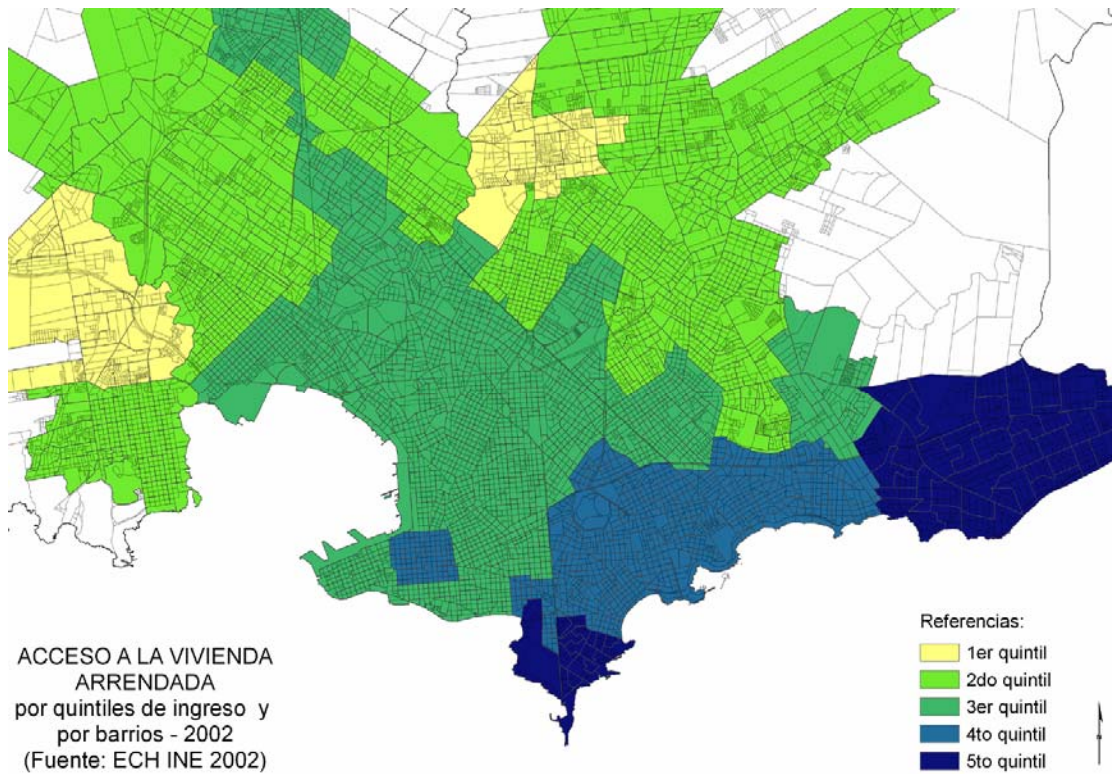 ACCESO A LA VIVIENDA
ARRENDADA
por quintiles de ingreso y
por barrios - 2002
(Fuente: ECH INE 2002)
Referencias:
1er quintil
2do quintil
3er quintil
4to quintil
5to quintil